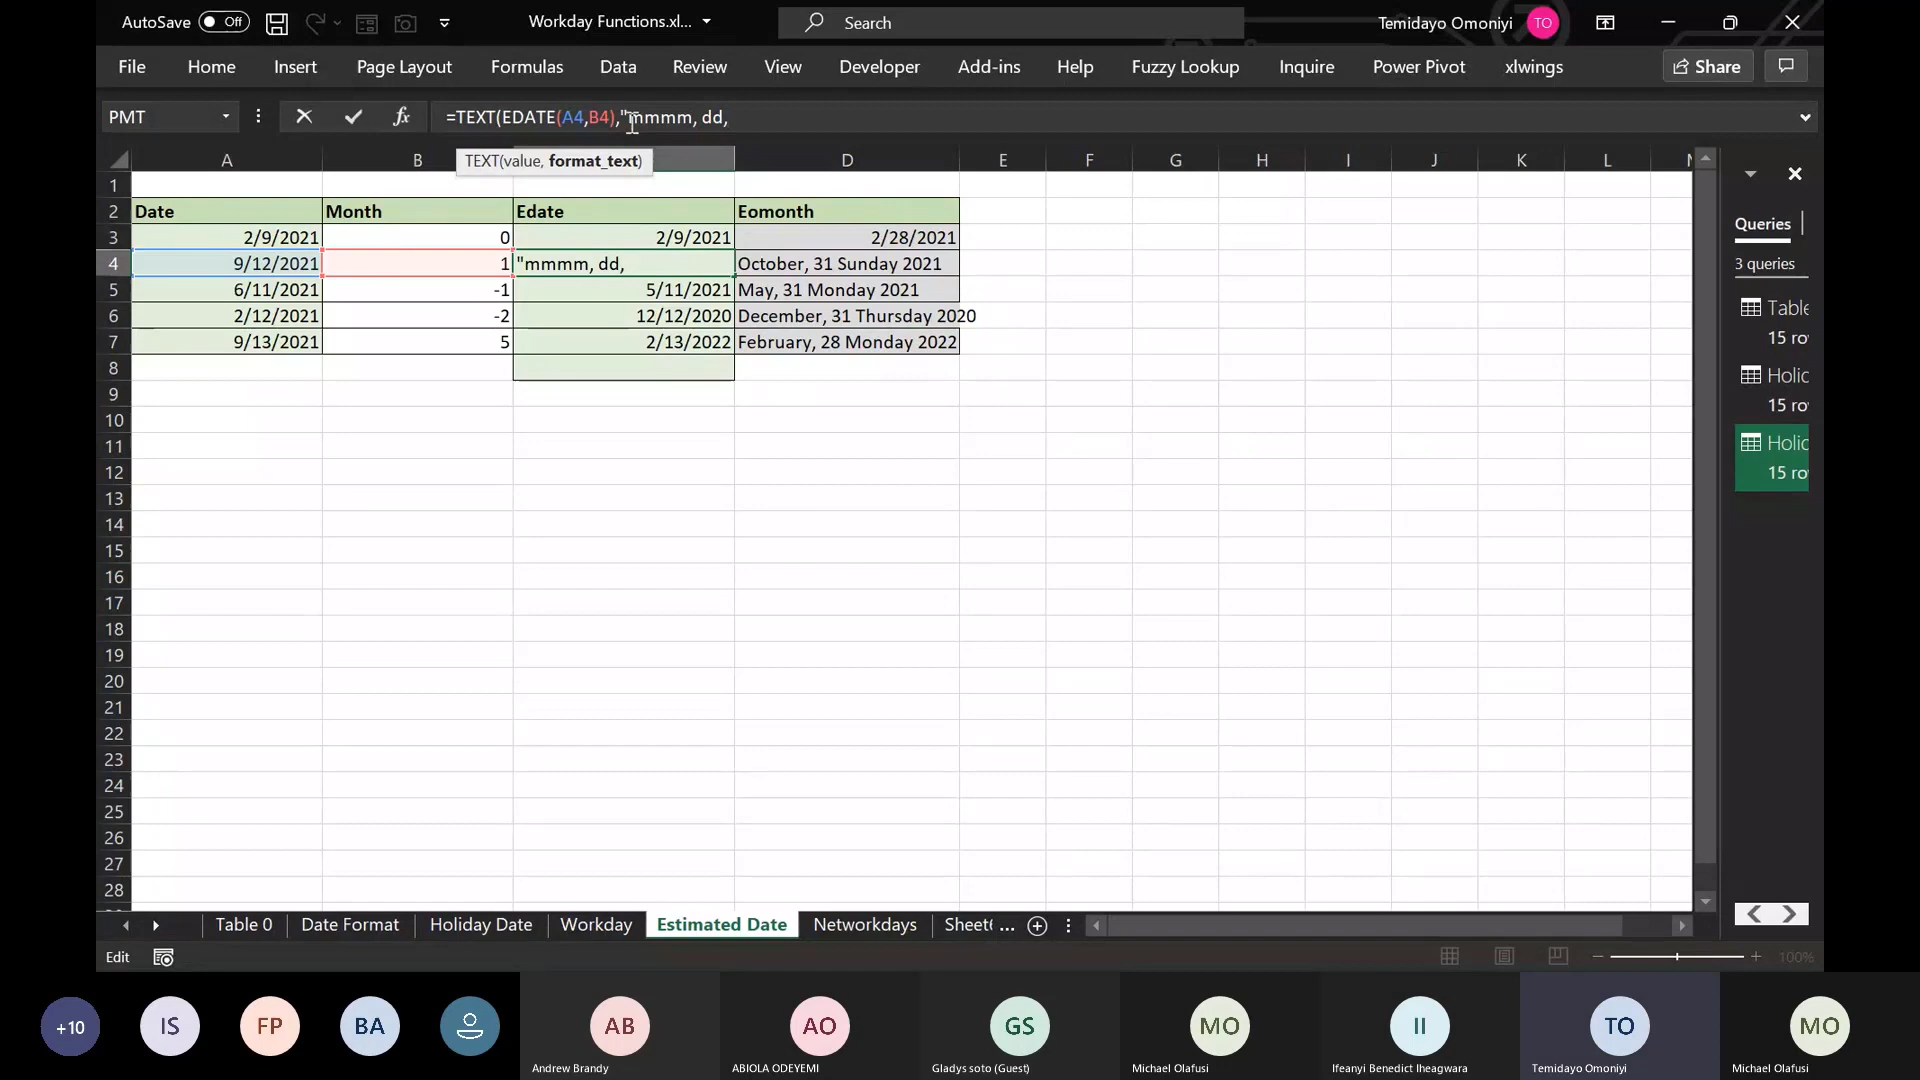 AutoSave Off Workday Functions.xl... Search Temidayo Omoniyi TO
File Home Insert Page Layout Formulas Data Review View Developer Add-ins Help Fuzzy Lookup Inquire Power Pivot xlwings Share
PMT fx =TEXT(EDATE(A4,B4),"mmmm, dd,
TEXT(value, format_text)
A B D E F G H I J K L
1
2 Date Month Edate Eomonth
3 2/9/2021 0 2/9/2021 2/28/2021
4 9/12/2021 1 "mmmm, dd, October, 31 Sunday 2021
5 6/11/2021 -1 5/11/2021 May, 31 Monday 2021
6 2/12/2021 -2 12/12/2020 December, 31 Thursday 2020
7 9/13/2021 5 2/13/2022 February, 28 Monday 2022
8
9
10
11
12
13
14
15
16
17
18
19
20
21
22
23
24
25
26
27
28
Queries
3 queries
Table
15 ro
Holid
15 ro
Holid
15 ro
Table 0 Date Format Holiday Date Workday Estimated Date Networkdays Sheet ...
Edit 100%
+10 IS FP BA AB AO GS MO II TO MO
Andrew Brandy ABIOLA ODEYEMI Gladys soto (Guest) Michael Olafusi Ifeanyi Benedict Iheagwara Temidayo Omoniyi Michael Olafusi